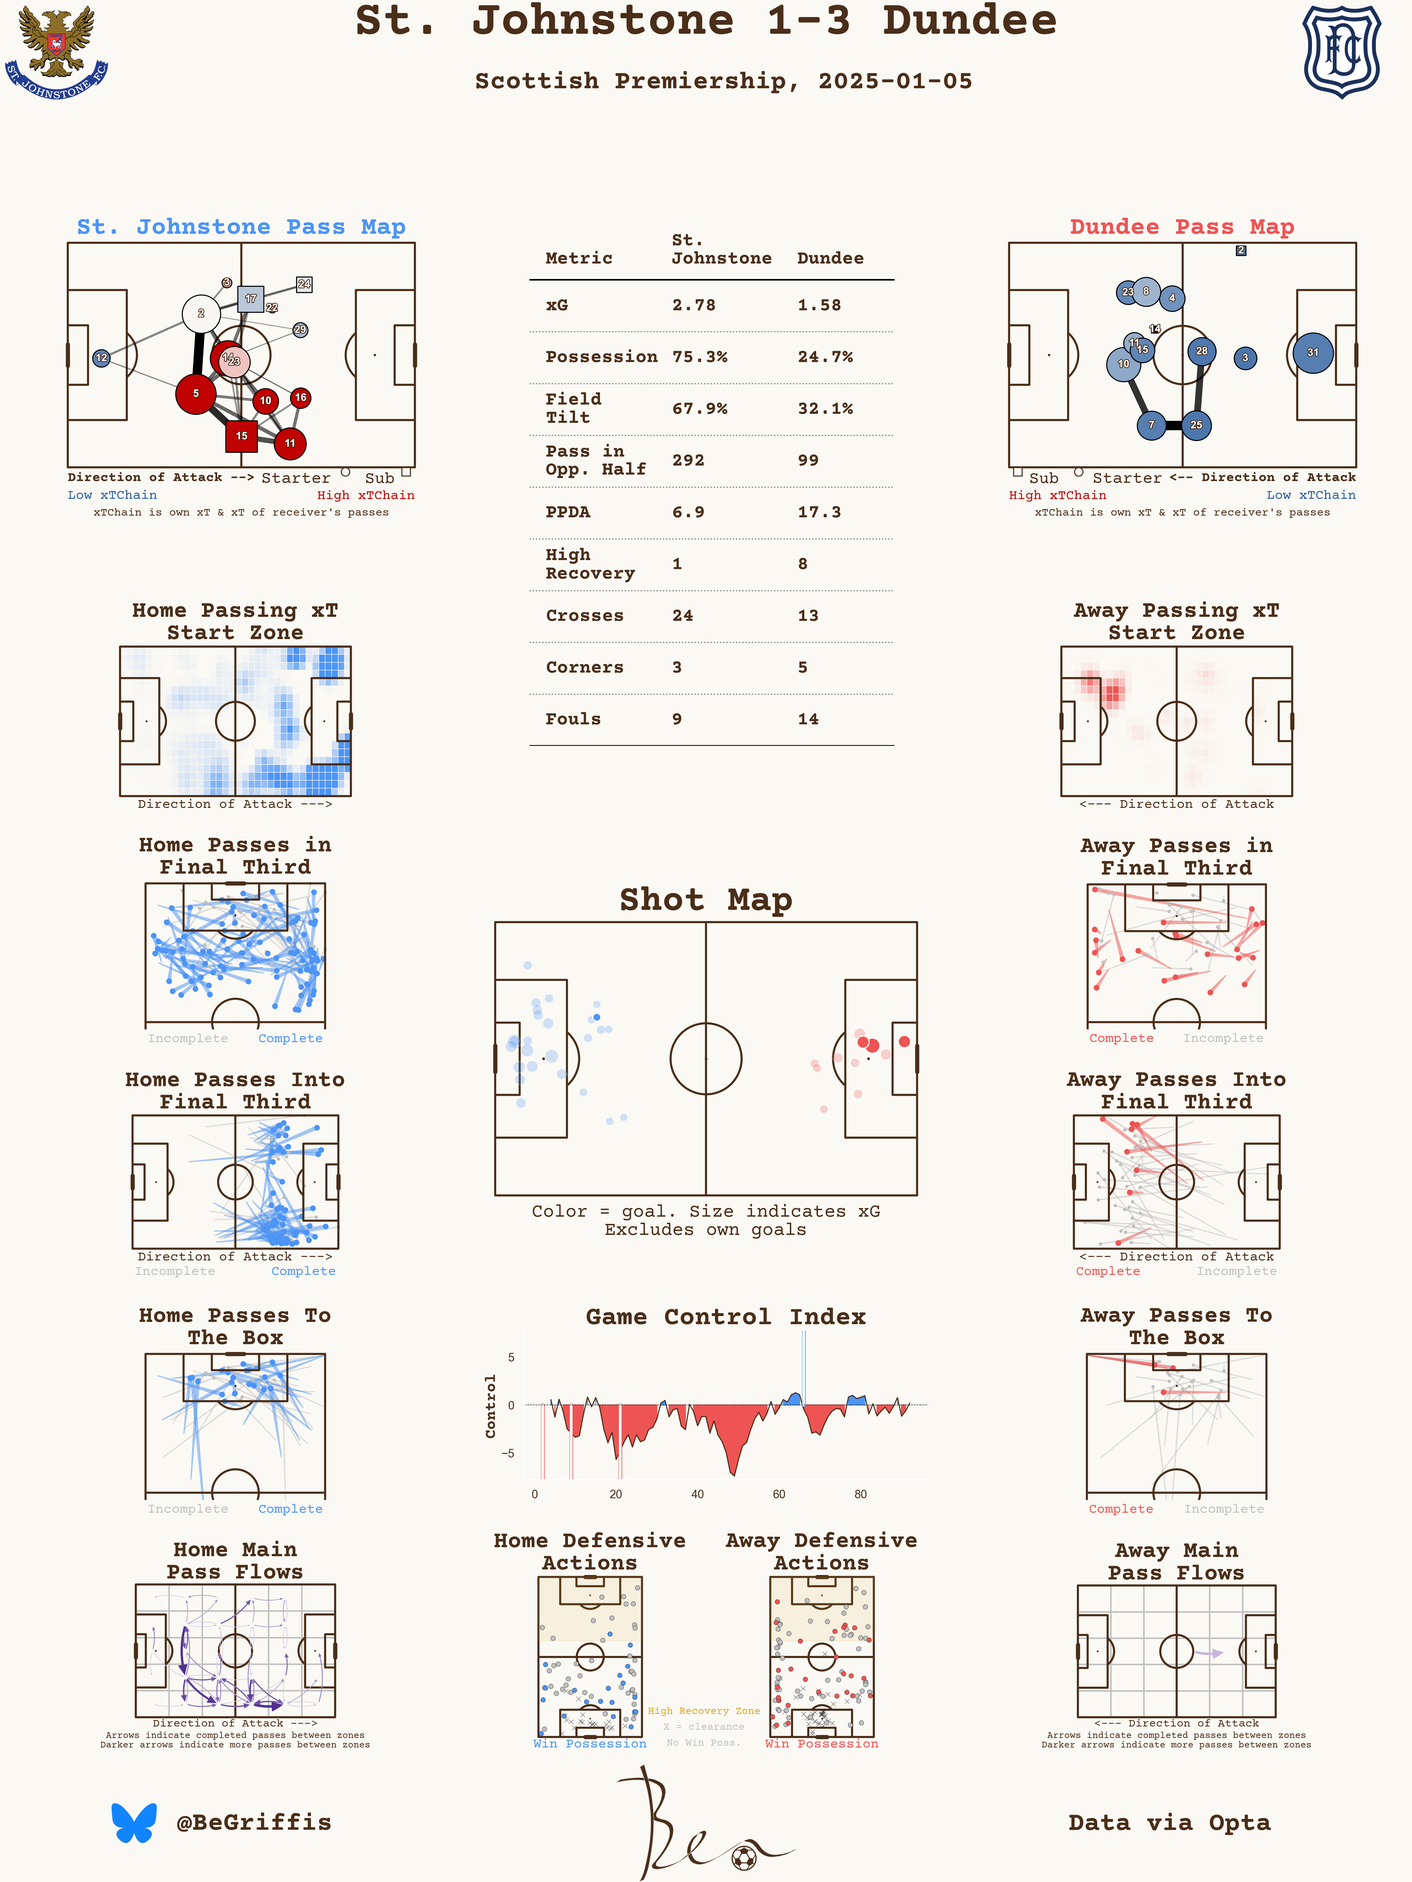 St. Johnstone 1-3 Dundee
Scottish Premiership, 2025-01-05
ST. JOHNSTONE F.C.
DFC
St. Johnstone Pass Map
3
24
17
22
2
29
12
14
23
5
10
16
15
11
Direction of Attack --> Starter Sub
Low xTChain High xTChain
xTChain is own xT & xT of receiver's passes
Metric St. Johnstone Dundee
xG 2.78 1.58
Possession 75.3% 24.7%
Field Tilt 67.9% 32.1%
Pass in Opp. Half 292 99
PPDA 6.9 17.3
High Recovery 1 8
Crosses 24 13
Corners 3 5
Fouls 9 14
Dundee Pass Map
2
23
8
4
14
11
15
10
28
3
31
7
25
Sub Starter <-- Direction of Attack
High xTChain Low xTChain
xTChain is own xT & xT of receiver's passes
Home Passing xT
Start Zone
Direction of Attack --->
Away Passing xT
Start Zone
<--- Direction of Attack
Home Passes in
Final Third
Incomplete Complete
Away Passes in
Final Third
Complete Incomplete
Shot Map
Color = goal. Size indicates xG
Excludes own goals
Home Passes Into
Final Third
Direction of Attack --->
Incomplete Complete
Away Passes Into
Final Third
<--- Direction of Attack
Complete Incomplete
Home Passes To
The Box
Incomplete Complete
Game Control Index
Control
5
0
−5
0 20 40 60 80
Away Passes To
The Box
Complete Incomplete
Home Main
Pass Flows
Direction of Attack --->
Arrows indicate completed passes between zones
Darker arrows indicate more passes between zones
Home Defensive
Actions
Win Possession
High Recovery Zone
X = clearance
No Win Poss.
Away Defensive
Actions
Win Possession
Away Main
Pass Flows
<--- Direction of Attack
Arrows indicate completed passes between zones
Darker arrows indicate more passes between zones
@BeGriffis
Ben
Data via Opta